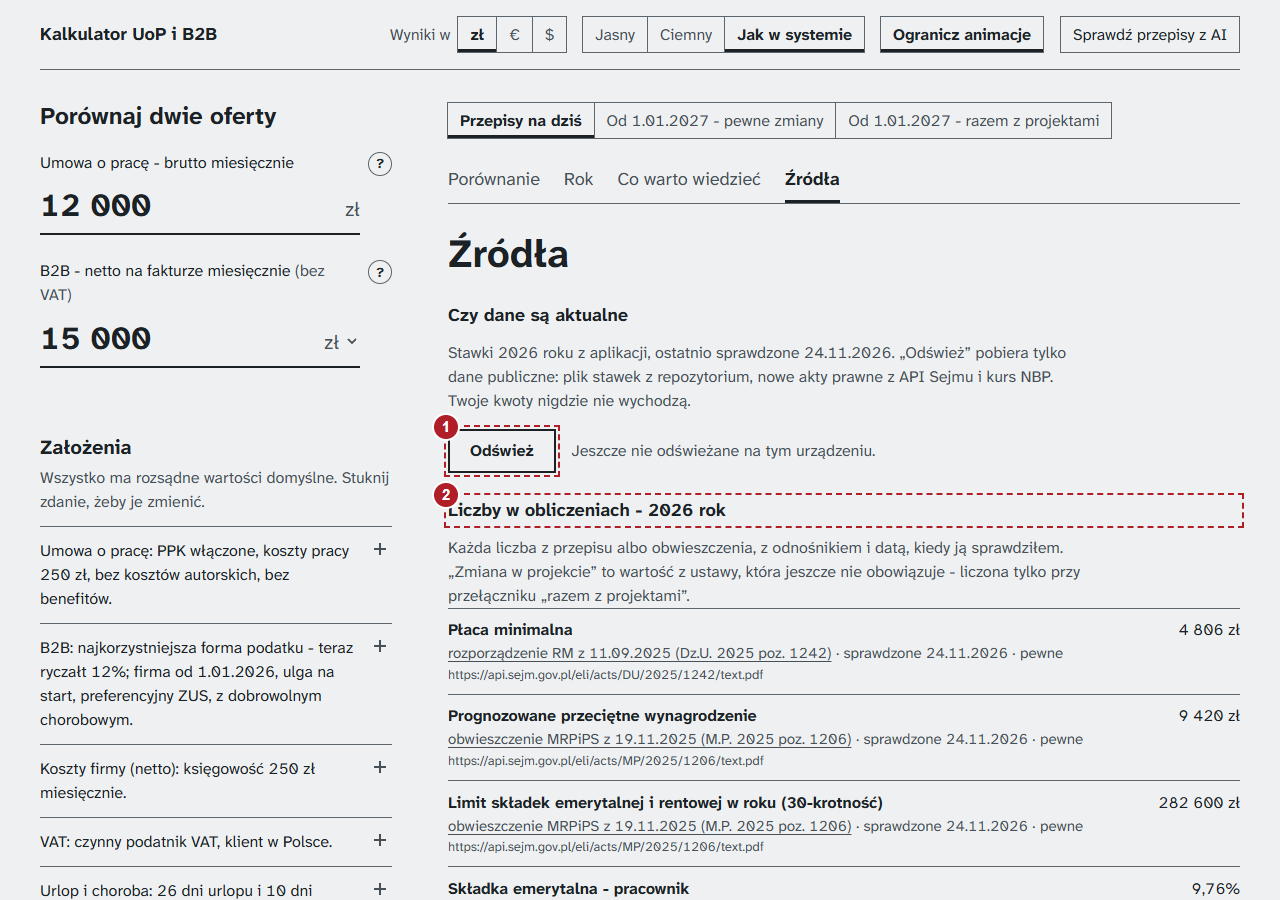 Kalkulator UoP i B2B
Wyniki w zł € $
Jasny Ciemny Jak w systemie
Ogranicz animacje
Sprawdź przepisy z AI
Porównaj dwie oferty
Umowa o pracę - brutto miesięcznie ?
12 000 zł
B2B - netto na fakturze miesięcznie (bez
VAT) ?
15 000 zł
Założenia
Wszystko ma rozsądne wartości domyślne. Stuknij
zdanie, żeby je zmienić.
Umowa o pracę: PPK włączone, koszty pracy
250 zł, bez kosztów autorskich, bez
benefitów.
B2B: najkorzystniejsza forma podatku - teraz
ryczałt 12%; firma od 1.01.2026, ulga na
start, preferencyjny ZUS, z dobrowolnym
chorobowym.
Koszty firmy (netto): księgowość 250 zł
miesięcznie.
VAT: czynny podatnik VAT, klient w Polsce.
Urlop i choroba: 26 dni urlopu i 10 dni
Przepisy na dziś Od 1.01.2027 - pewne zmiany Od 1.01.2027 - razem z projektami
Porównanie Rok Co warto wiedzieć Źródła
Źródła
Czy dane są aktualne
Stawki 2026 roku z aplikacji, ostatnio sprawdzone 24.11.2026. „Odśwież” pobiera tylko
dane publiczne: plik stawek z repozytorium, nowe akty prawne z API Sejmu i kurs NBP.
Twoje kwoty nigdzie nie wychodzą.
1
Odśwież Jeszcze nie odświeżane na tym urządzeniu.
2
Liczby w obliczeniach - 2026 rok
Każda liczba z przepisu albo obwieszczenia, z odnośnikiem i datą, kiedy ją sprawdziłem.
„Zmiana w projekcie” to wartość z ustawy, która jeszcze nie obowiązuje - liczona tylko przy
przełączniku „razem z projektami”.
Płaca minimalna 4 806 zł
rozporządzenie RM z 11.09.2025 (Dz.U. 2025 poz. 1242) · sprawdzone 24.11.2026 · pewne
https://api.sejm.gov.pl/eli/acts/DU/2025/1242/text.pdf
Prognozowane przeciętne wynagrodzenie 9 420 zł
obwieszczenie MRPiPS z 19.11.2025 (M.P. 2025 poz. 1206) · sprawdzone 24.11.2026 · pewne
https://api.sejm.gov.pl/eli/acts/MP/2025/1206/text.pdf
Limit składek emerytalnej i rentowej w roku (30-krotność) 282 600 zł
obwieszczenie MRPiPS z 19.11.2025 (M.P. 2025 poz. 1206) · sprawdzone 24.11.2026 · pewne
https://api.sejm.gov.pl/eli/acts/MP/2025/1206/text.pdf
Składka emerytalna - pracownik 9,76%